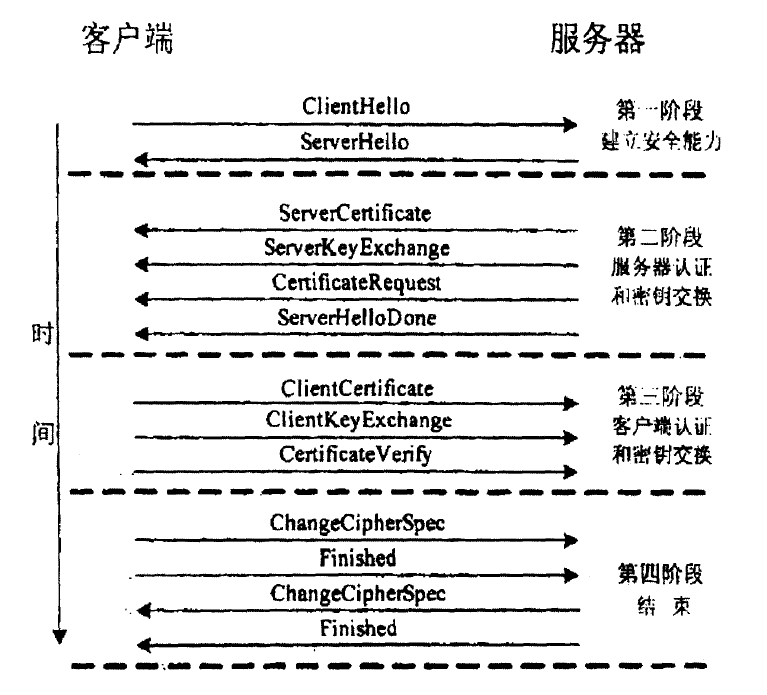 客户端 服务器
ClientHello
第一阶段
ServerHello
建立安全能力
ServerCertificate
第二阶段
ServerKeyExchange
服务器认证
CertificateRequest
和密钥交换
ServerHelloDone
时
间
ClientCertificate
第三阶段
ClientKeyExchange
客户端认证
CertificateVerify
和密钥交换
ChangeCipherSpec
Finished
第四阶段
ChangeCipherSpec
结 束
Finished